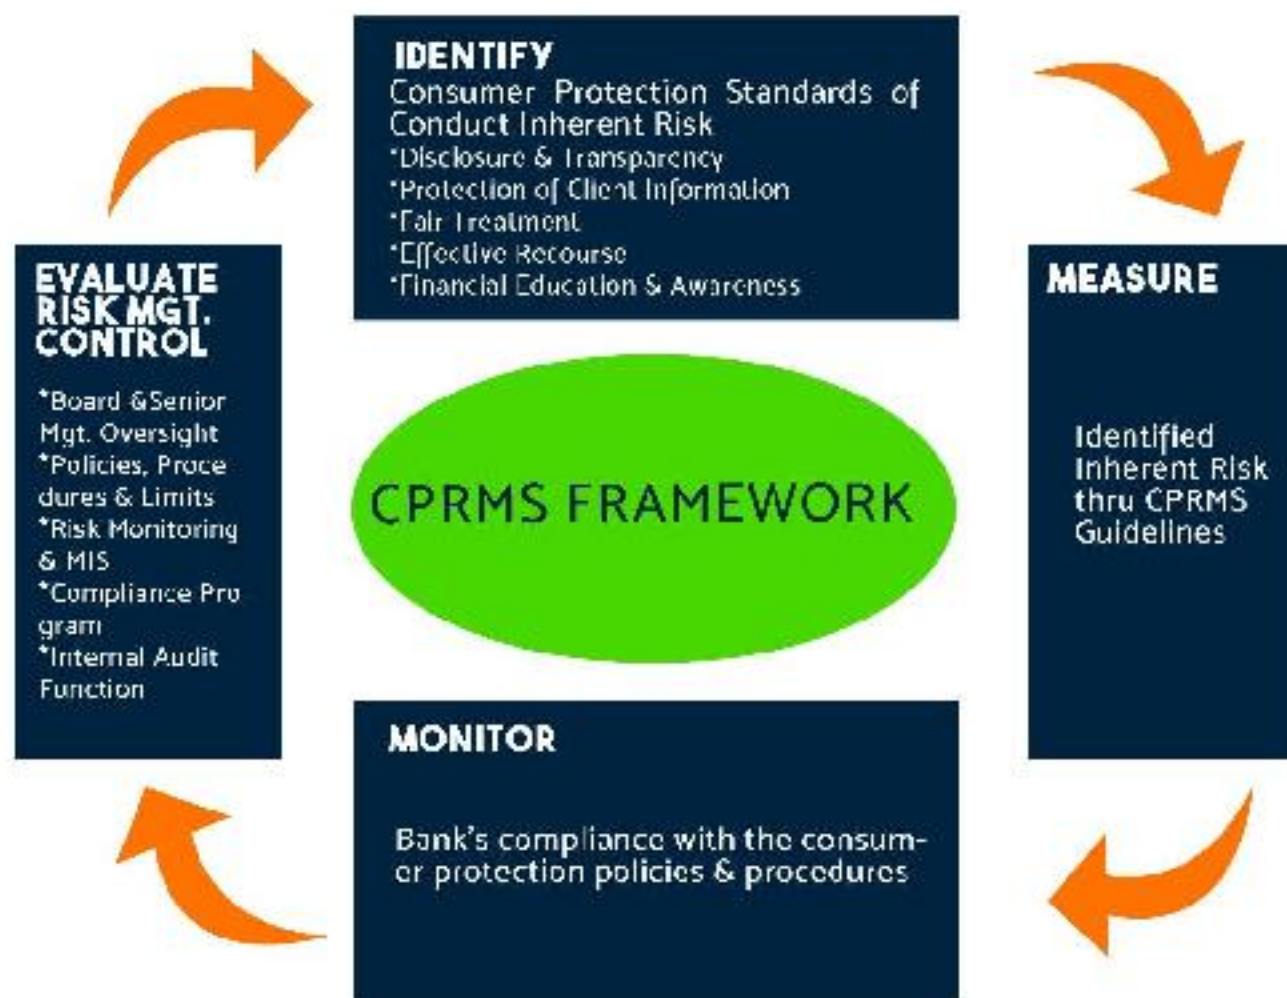 IDENTIFY
Consumer Protection Standards of
Conduct Inherent Risk
*Disclosure & Transparency
*Protection of Client Information
*Fair Treatment
*Effective Recourse
*Financial Education & Awareness
MEASURE
Identified
Inherent Risk
thru CPRMS
Guidelines
MONITOR
Bank's compliance with the consum-
er protection policies & procedures
EVALUATE
RISK MGT.
CONTROL
*Board &Senior
Mgt. Oversight
*Policies, Proce
dures & Limits
*Risk Monitoring
& MIS
*Compliance Pro
gram
*Internal Audit
Function
CPRMS FRAMEWORK